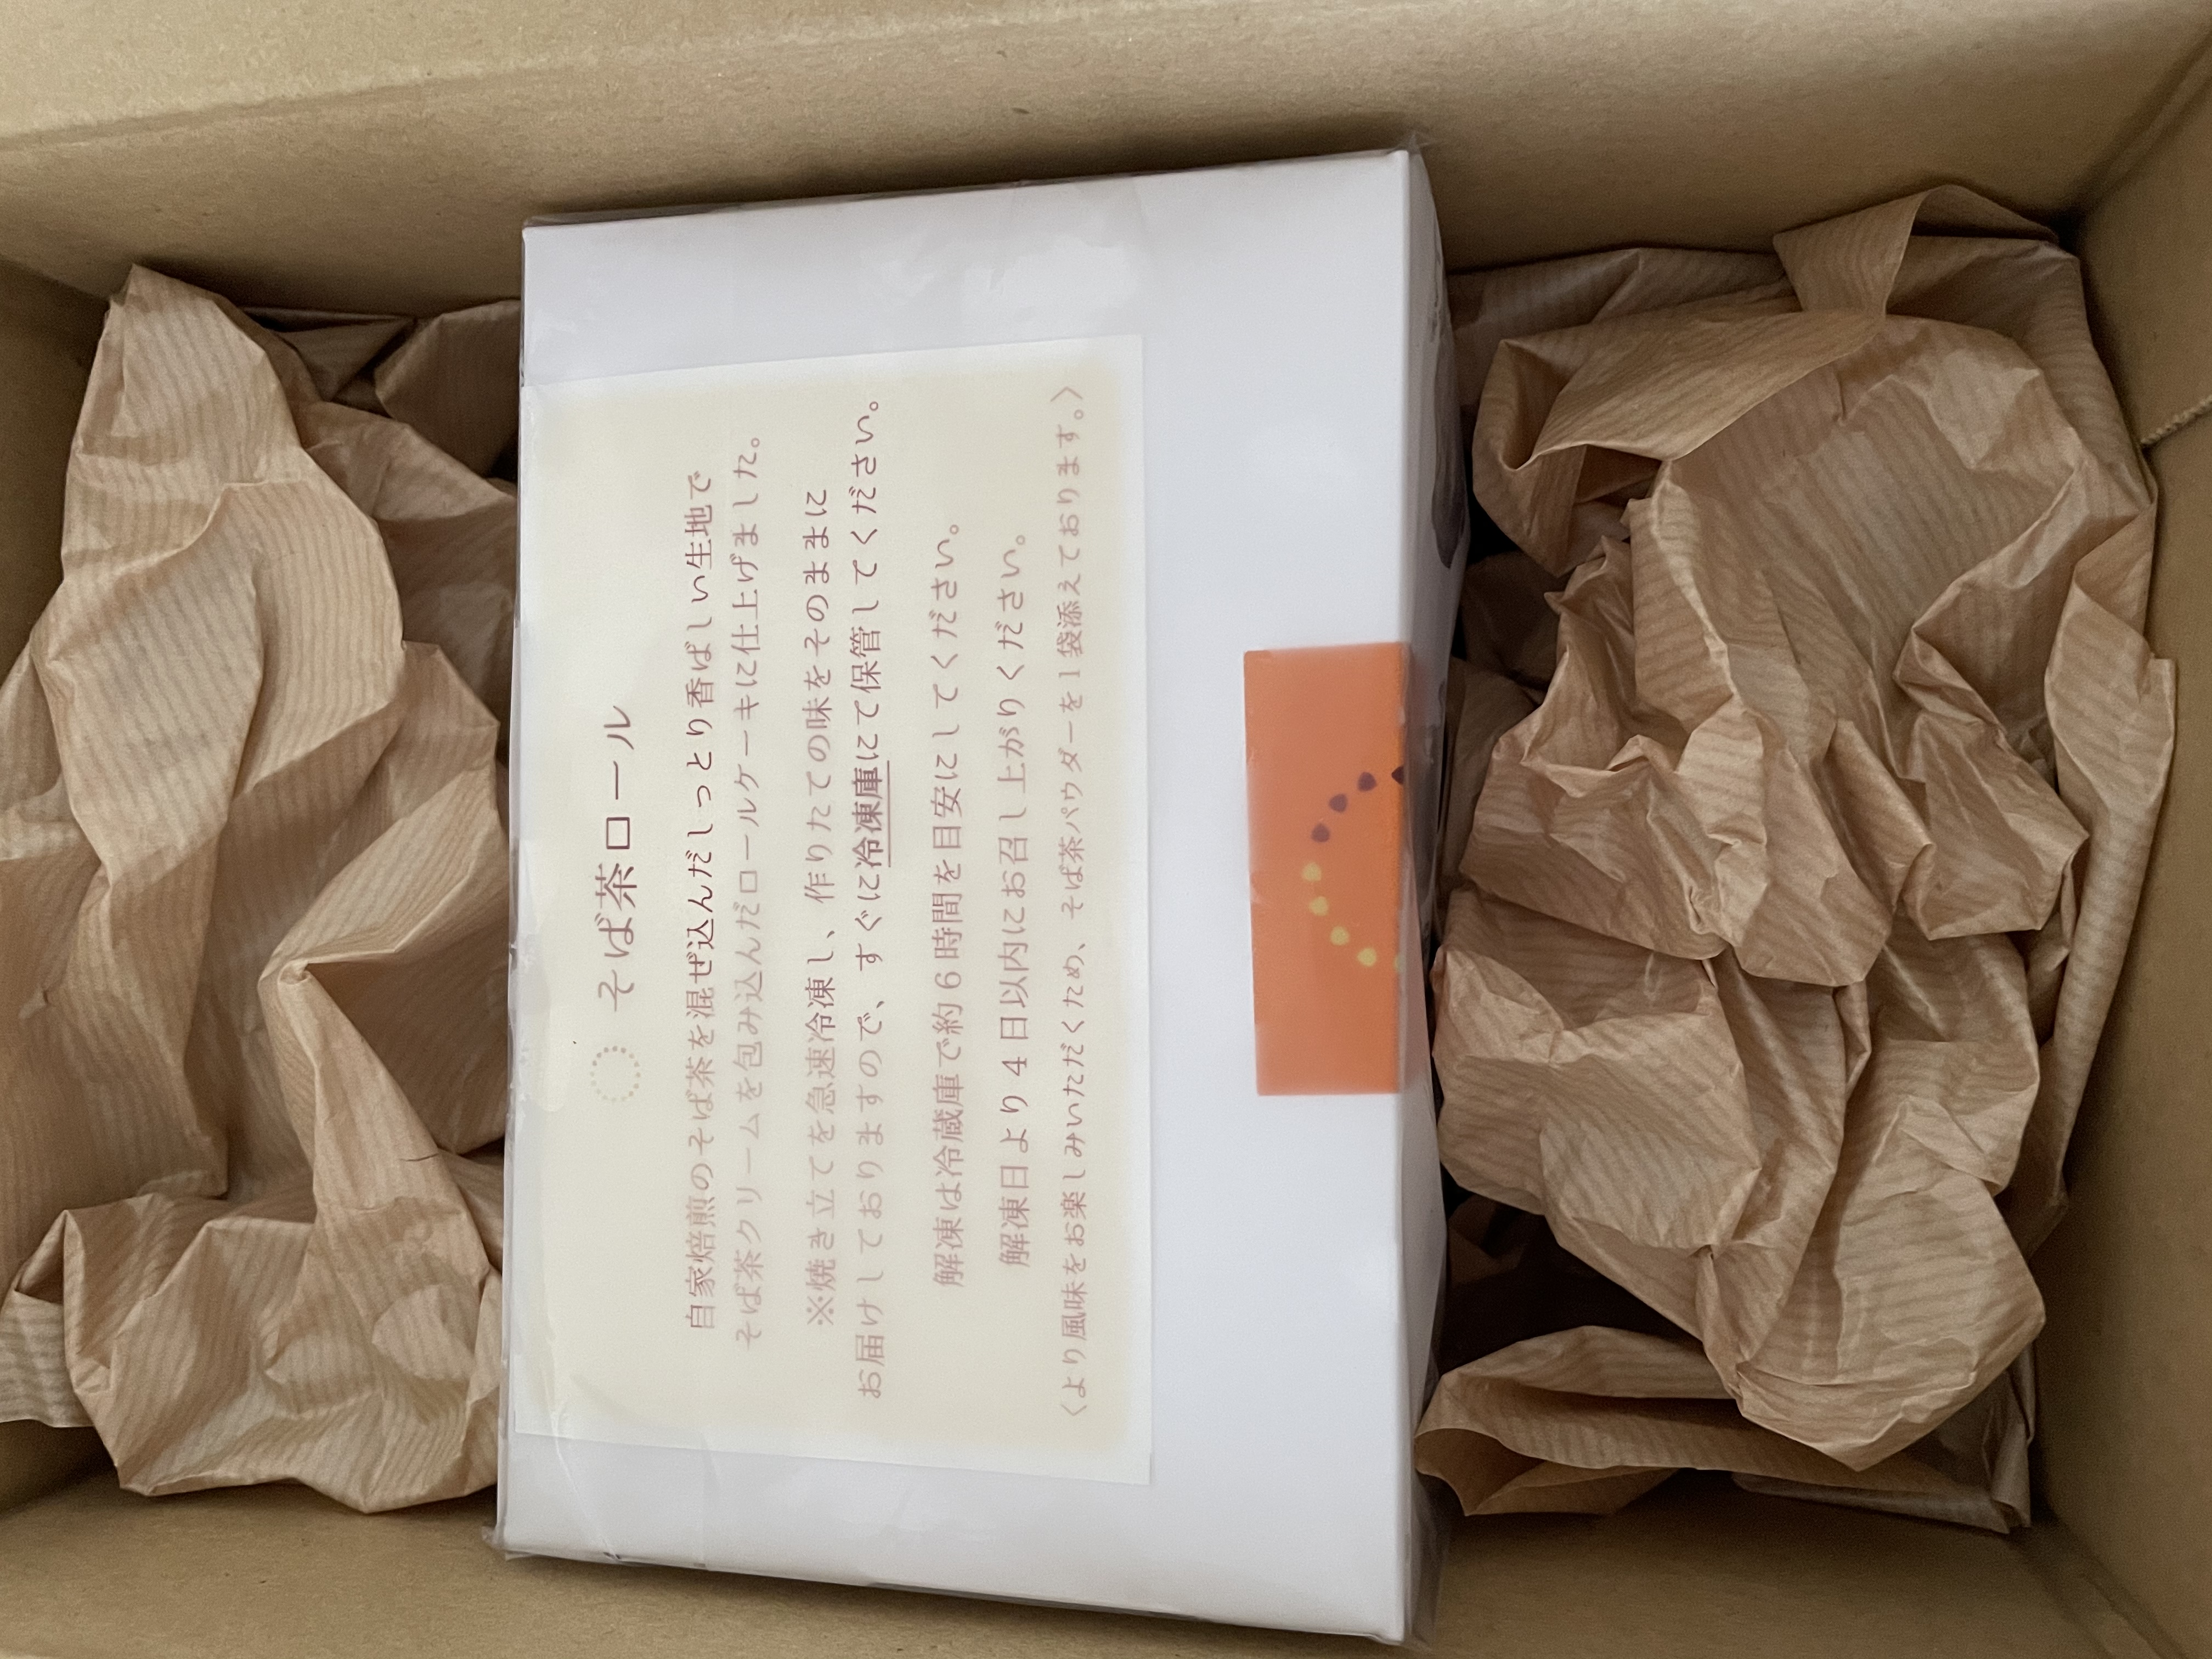 そば茶ロール
自家焙煎のそば茶を混ぜ込んだしっとり香ばしい生地で
そば茶クリームを包み込んだロールケーキに仕上げました。
※焼き立てを急速冷凍し、作りたての味をそのままに
お届けしておりますので、すぐに冷凍庫にて保管してください。
解凍は冷蔵庫で約6時間を目安にしてください。
解凍日より4日以内にお召し上がりください。
〈より風味をお楽しみいただくため、そば茶パウダーを1袋添えております。〉